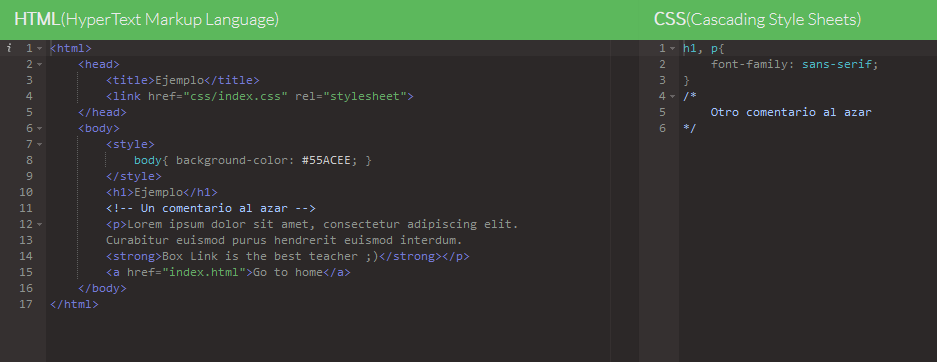 HTML(HyperText Markup Language)
i 1 <html>
2 <head>
3 <title>Ejemplo</title>
4 <link href="css/index.css" rel="stylesheet">
5 </head>
6 <body>
7 <style>
8 body{ background-color: #55ACEE; }
9 </style>
10 <h1>Ejemplo</h1>
11 <!-- Un comentario al azar -->
12 <p>Lorem ipsum dolor sit amet, consectetur adipiscing elit.
13 Curabitur euismod purus hendrerit euismod interdum.
14 <strong>Box Link is the best teacher ;)</strong></p>
15 <a href="index.html">Go to home</a>
16 </body>
17 </html>
CSS(Cascading Style Sheets)
1 h1, p{
2 font-family: sans-serif;
3 }
4 /*
5 Otro comentario al azar
6 */